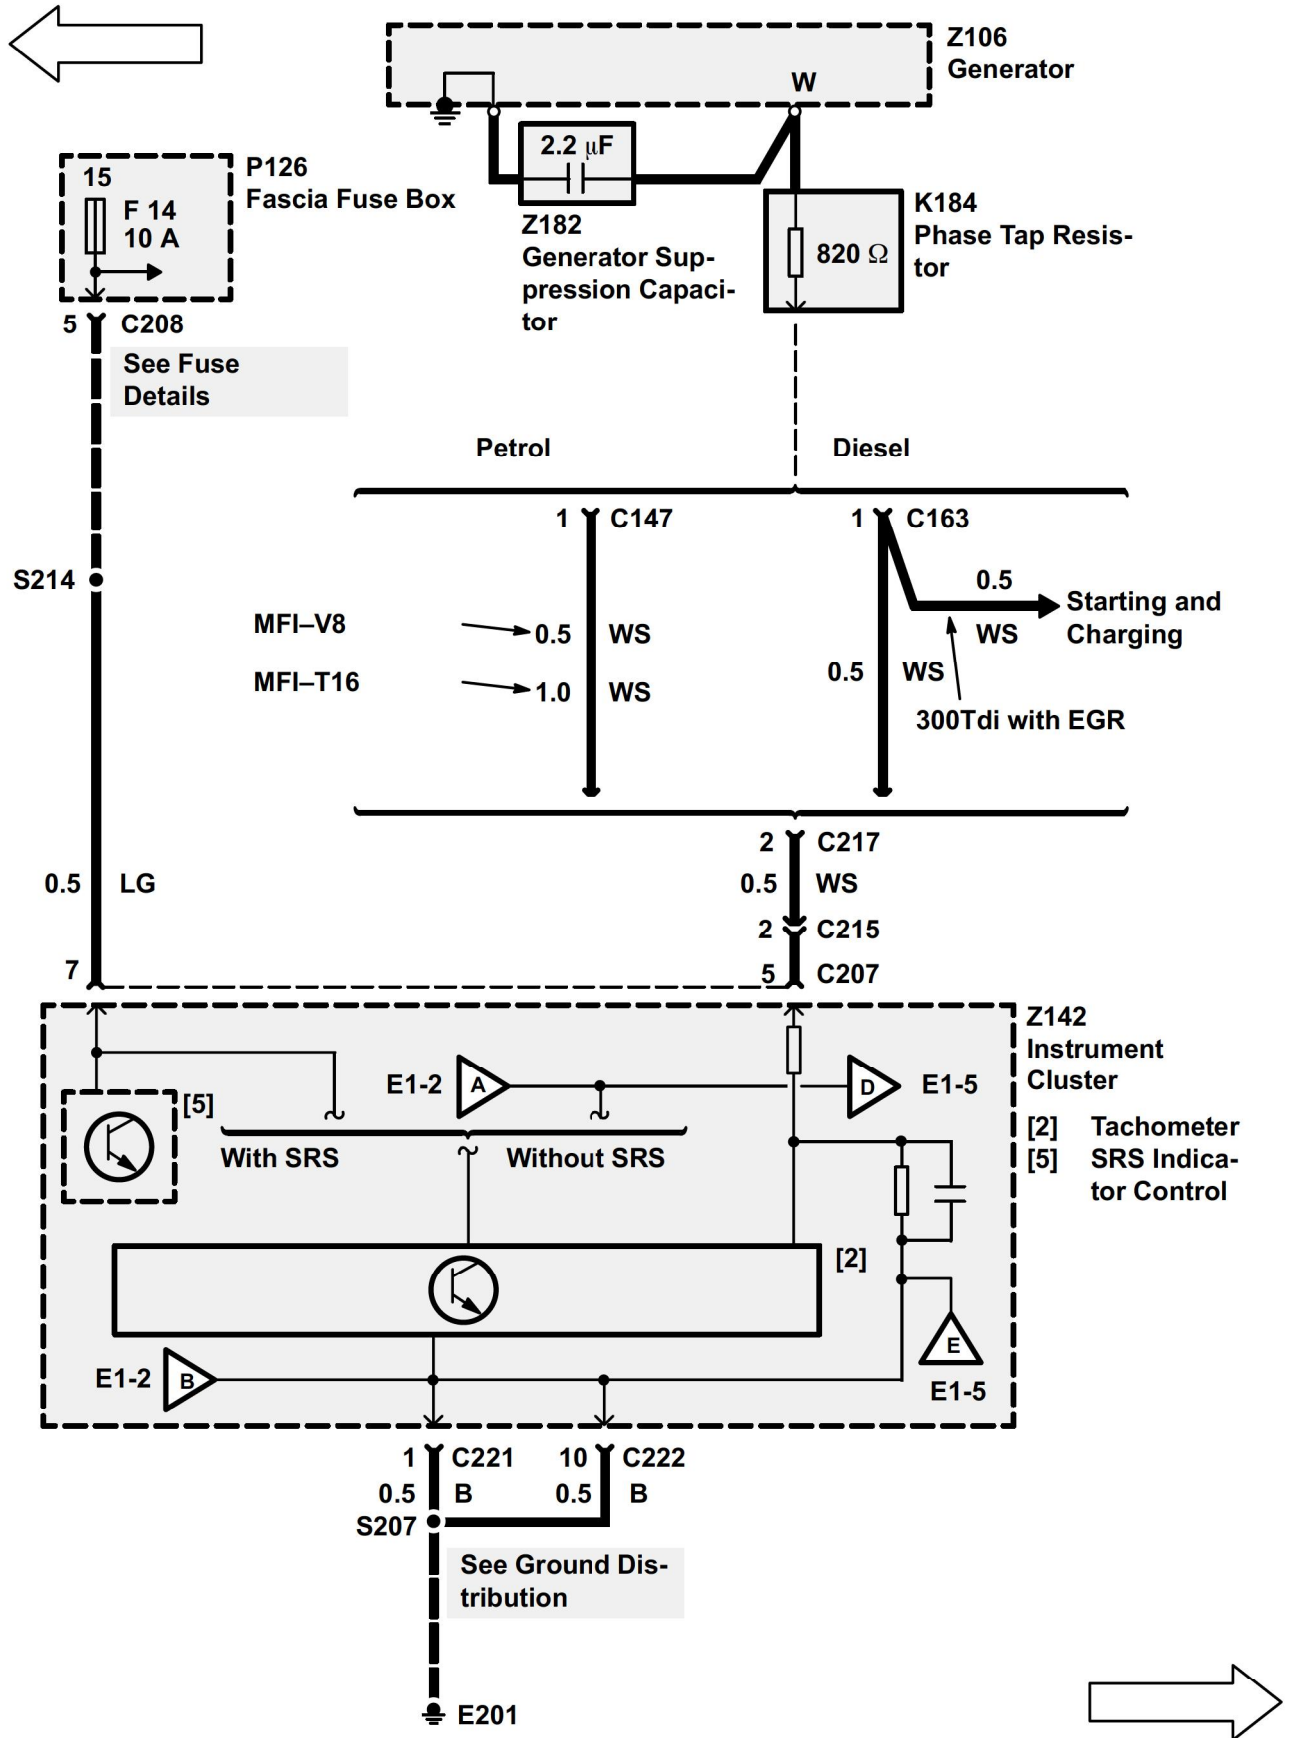 Z106
Generator
W
2.2 μF
P126
Fascia Fuse Box
15
F 14
10 A
Z182
Generator Sup-
pression Capaci-
tor
K184
Phase Tap Resis-
tor
820 Ω
5 C208
See Fuse
Details
Petrol
Diesel
1 C147
1 C163
S214
0.5
WS
Starting and
Charging
MFI–V8
0.5 WS
MFI–T16
1.0 WS
0.5 WS
300Tdi with EGR
2 C217
0.5 LG
0.5 WS
2 C215
7
5 C207
Z142
Instrument
Cluster
[2] Tachometer
[5] SRS Indica-
tor Control
E1-2 A
D E1-5
[5]
With SRS
Without SRS
[2]
E
E1-5
E1-2 B
1 C221
10 C222
0.5 B
0.5 B
S207
See Ground Dis-
tribution
E201